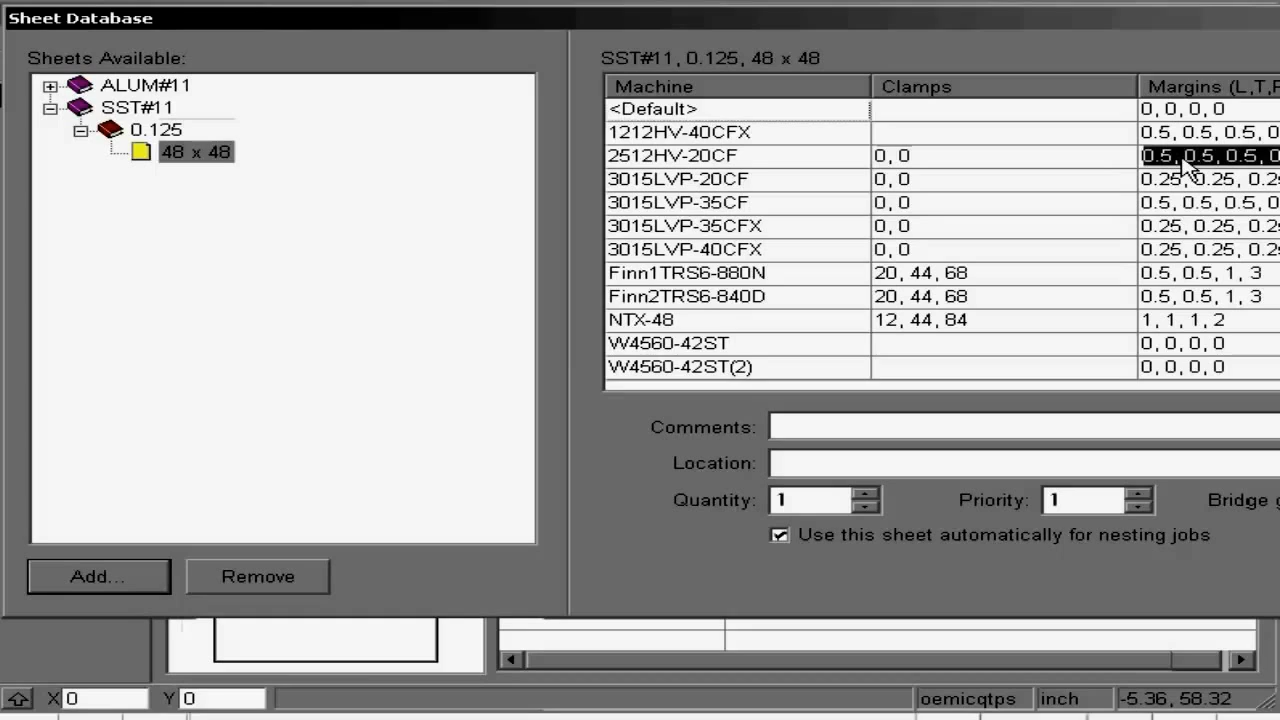 Sheet Database
Sheets Available:
ALUM#11
SST#11
0.125
48 x 48
Add...
Remove
SST#11, 0.125, 48 x 48
Machine Clamps Margins (L,T,
<Default> 0, 0, 0, 0
1212HV-40CFX 0.5, 0.5, 0.5, 0
2512HV-20CF 0, 0 0.5, 0.5, 0.5, 0
3015LVP-20CF 0, 0 0.25, 0.25, 0.2
3015LVP-35CF 0, 0 0.5, 0.5, 0.5, 0
3015LVP-35CFX 0, 0 0.25, 0.25, 0.2
3015LVP-40CFX 0, 0 0.25, 0.25, 0.2
Finn1TRS6-880N 20, 44, 68 0.5, 0.5, 1, 3
Finn2TRS6-840D 20, 44, 68 0.5, 0.5, 1, 3
NTX-48 12, 44, 84 1, 1, 1, 2
W4560-42ST 0, 0, 0, 0
W4560-42ST(2) 0, 0, 0, 0
Comments:
Location:
Quantity: 1 Priority: 1 Bridge
Use this sheet automatically for nesting jobs
X 0 Y 0 oemicqtps inch -5.36, 58.32